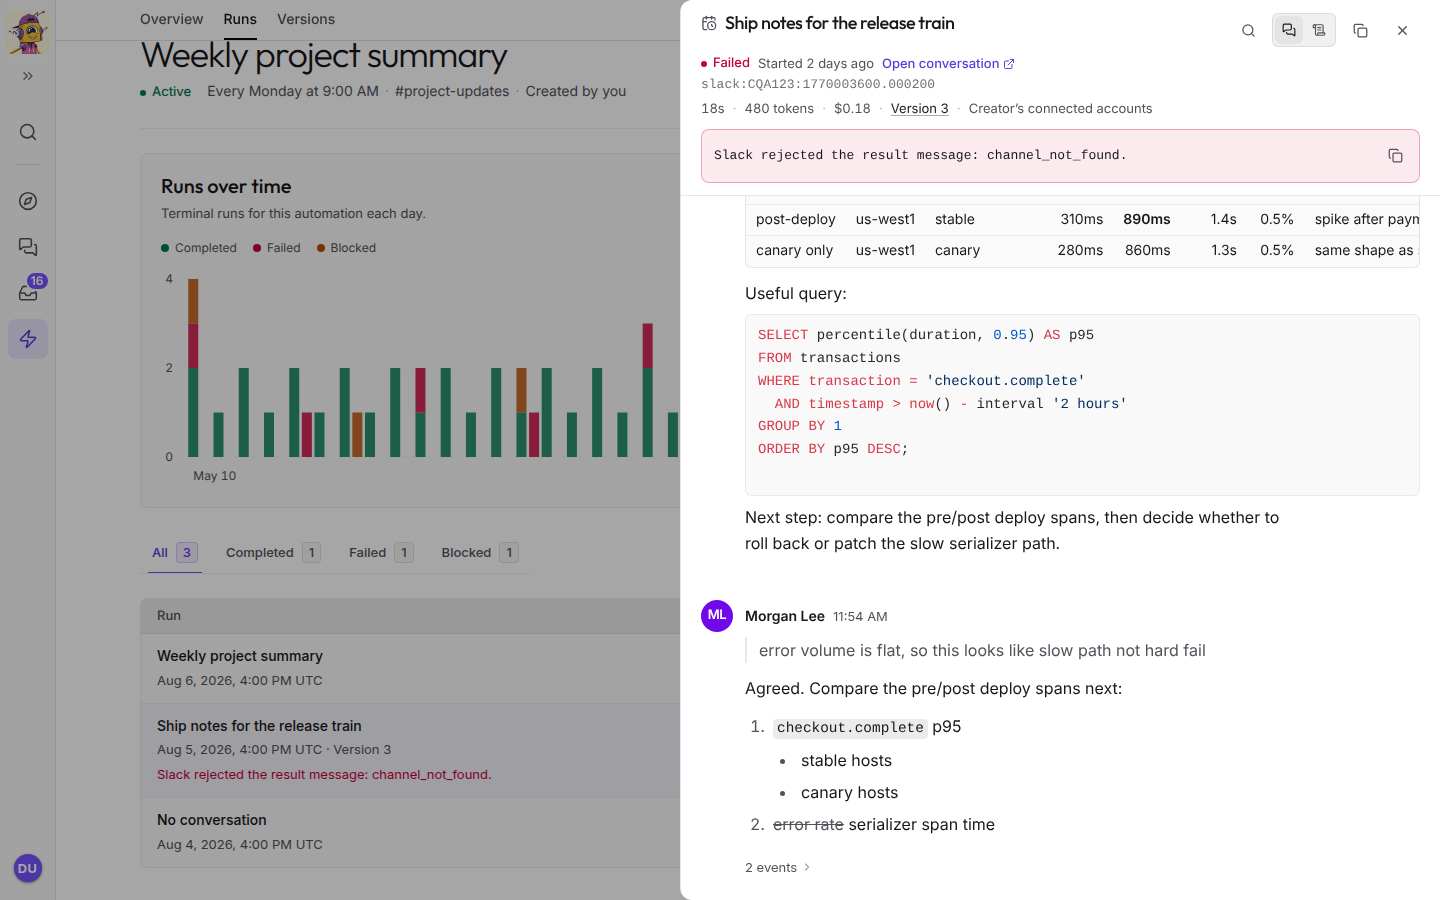 Overview Runs Versions
Weekly project summary
Active Every Monday at 9:00 AM · #project-updates · Created by you
16
Runs over time
Terminal runs for this automation each day.
Completed Failed Blocked
4
2
0
May 10
All 3 Completed 1 Failed 1 Blocked 1
Run
Weekly project summary
Aug 6, 2026, 4:00 PM UTC
Ship notes for the release train
Aug 5, 2026, 4:00 PM UTC · Version 3
Slack rejected the result message: channel_not_found.
No conversation
Aug 4, 2026, 4:00 PM UTC
DU
Ship notes for the release train
Failed Started 2 days ago Open conversation
slack:CQA123:1770003600.000200
18s · 480 tokens · $0.18 · Version 3 · Creator’s connected accounts
Slack rejected the result message: channel_not_found.
post-deploy us-west1 stable 310ms 890ms 1.4s 0.5% spike after paym
canary only us-west1 canary 280ms 860ms 1.3s 0.5% same shape as
Useful query:
SELECT percentile(duration, 0.95) AS p95
FROM transactions
WHERE transaction = 'checkout.complete'
AND timestamp > now() - interval '2 hours'
GROUP BY 1
ORDER BY p95 DESC;
Next step: compare the pre/post deploy spans, then decide whether to
roll back or patch the slow serializer path.
ML Morgan Lee 11:54 AM
error volume is flat, so this looks like slow path not hard fail
Agreed. Compare the pre/post deploy spans next:
1. checkout.complete p95
• stable hosts
• canary hosts
2. error rate serializer span time
2 events